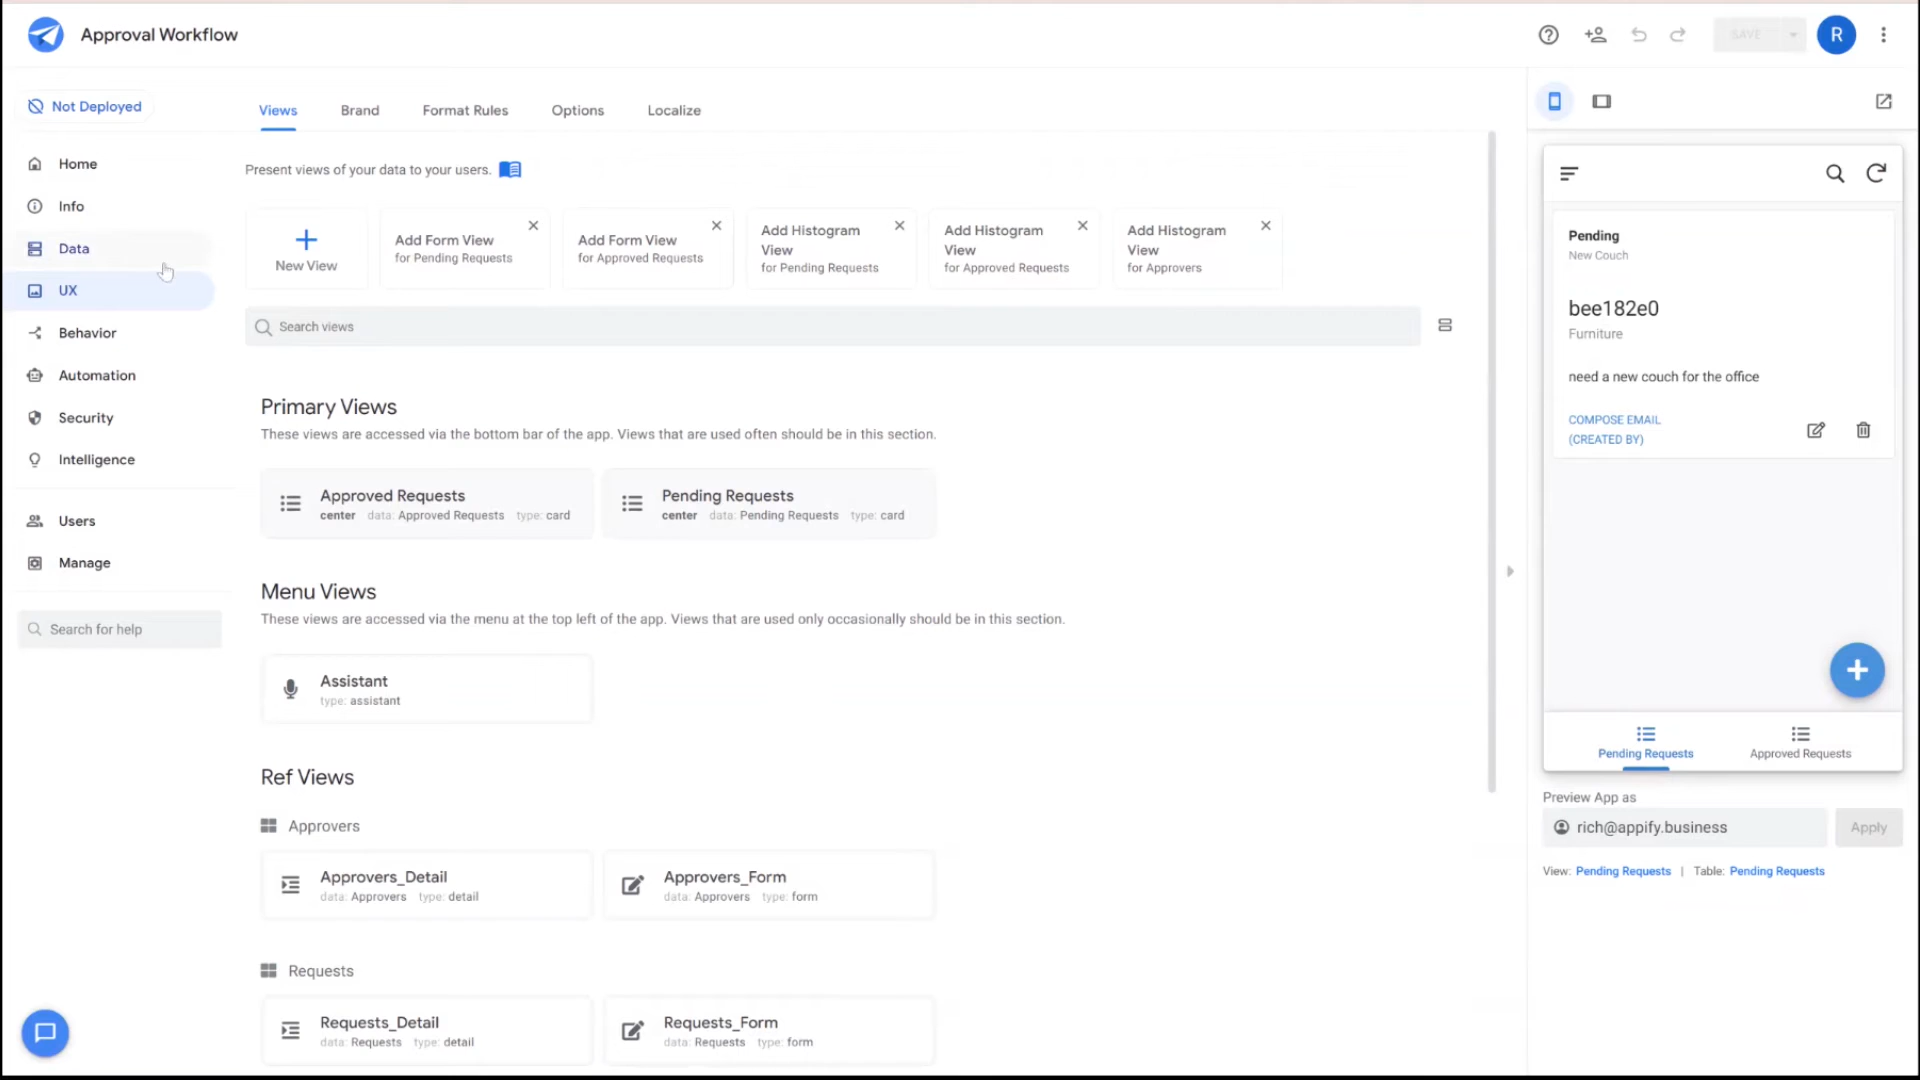 Approval Workflow
SAVE
R
Not Deployed
Home
Info
Data
UX
Behavior
Automation
Security
Intelligence
Users
Manage
Search for help
Views
Brand
Format Rules
Options
Localize
Present views of your data to your users.
New View
Add Form View
for Pending Requests
Add Form View
for Approved Requests
Add Histogram
View
for Pending Requests
Add Histogram
View
for Approved Requests
Add Histogram
View
for Approvers
Search views
Primary Views
These views are accessed via the bottom bar of the app. Views that are used often should be in this section.
Approved Requests
center data: Approved Requests type: card
Pending Requests
center data: Pending Requests type: card
Menu Views
These views are accessed via the menu at the top left of the app. Views that are used only occasionally should be in this section.
Assistant
type: assistant
Ref Views
Approvers
Approvers_Detail
data: Approvers type: detail
Approvers_Form
data: Approvers type: form
Requests
Requests_Detail
data: Requests type: detail
Requests_Form
data: Requests type: form
Pending
New Couch
bee182e0
Furniture
need a new couch for the office
COMPOSE EMAIL
(CREATED BY)
Pending Requests
Approved Requests
Preview App as
rich@appify.business
Apply
View: Pending Requests | Table: Pending Requests